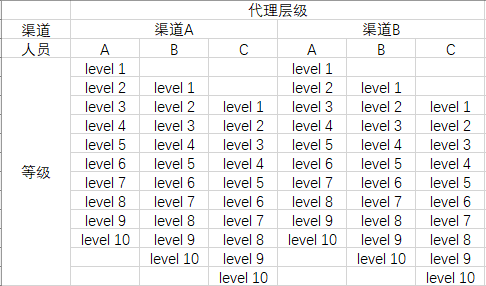 代理层级
渠道 渠道A 渠道B
人员 A B C A B C
level 1 level 1
level 2 level 1 level 2 level 1
level 3 level 2 level 1 level 3 level 2 level 1
level 4 level 3 level 2 level 4 level 3 level 2
level 5 level 4 level 3 level 5 level 4 level 3
等级 level 6 level 5 level 4 level 6 level 5 level 4
level 7 level 6 level 5 level 7 level 6 level 5
level 8 level 7 level 6 level 8 level 7 level 6
level 9 level 8 level 7 level 9 level 8 level 7
level 10 level 9 level 8 level 10 level 9 level 8
level 10 level 9 level 10 level 9
level 10 level 10